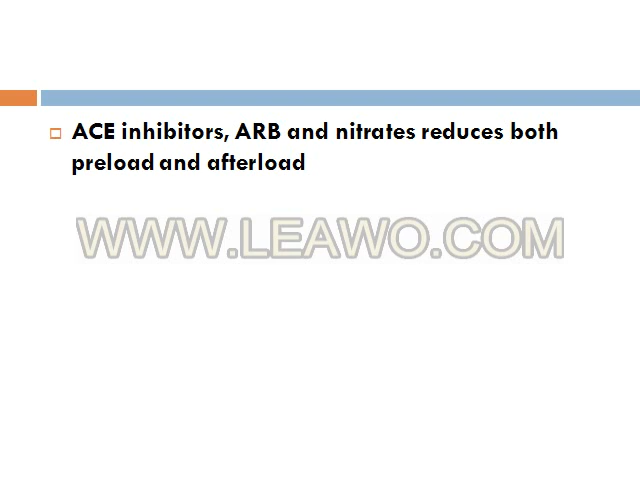 ACE inhibitors, ARB and nitrates reduces both
preload and afterload
WWW.LEAWO.COM